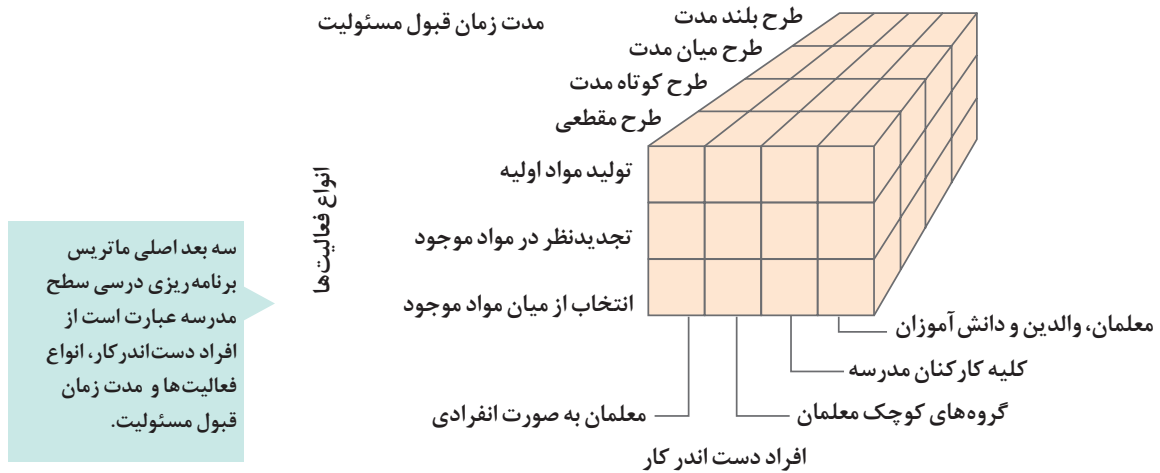 مدت زمان قبول مسئولیت
طرح بلند مدت
طرح میان مدت
طرح کوتاه مدت
طرح مقطعی
انواع فعالیت‌ها
تولید مواد اولیه
تجدیدنظر در مواد موجود
انتخاب از میان مواد موجود
معلمان، والدین و دانش آموزان
کلیه کارکنان مدرسه
گروه‌های کوچک معلمان
معلمان به صورت انفرادی
افراد دست اندر کار
سه بعد اصلی ماتریس
برنامه‌ریزی درسی سطح
مدرسه عبارت است از
افراد دست‌اندرکار، انواع
فعالیت‌ها و مدت زمان
قبول مسئولیت.